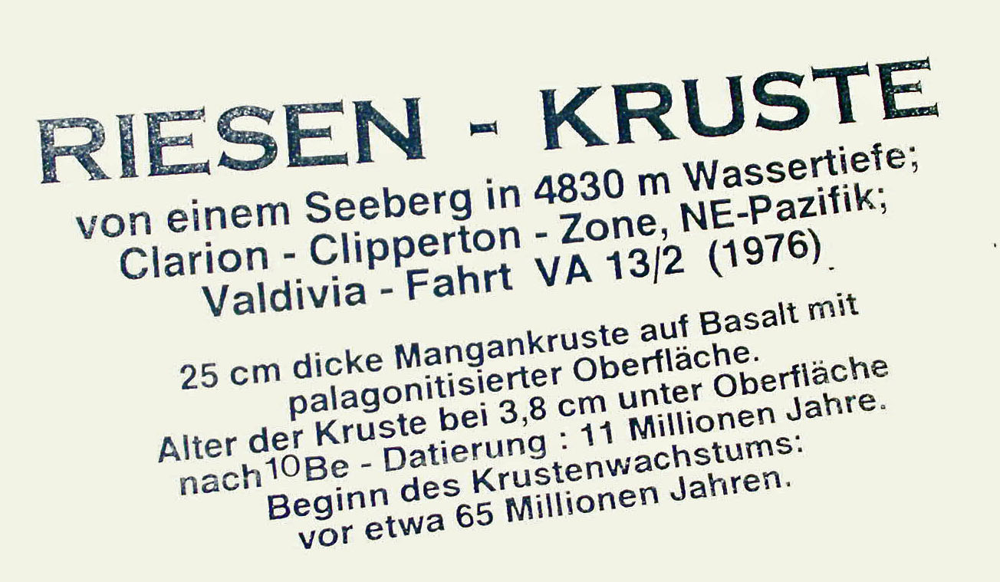 RIESEN - KRUSTE
von einem Seeberg in 4830 m Wassertiefe;
Clarion - Clipperton - Zone, NE-Pazifik;
Valdivia - Fahrt VA 13/2 (1976)
25 cm dicke Mangankruste auf Basalt mit
palagonitisierter Oberfläche.
Alter der Kruste bei 3,8 cm unter Oberfläche
nach ¹⁰Be - Datierung : 11 Millionen Jahre.
Beginn des Krustenwachstums:
vor etwa 65 Millionen Jahren.